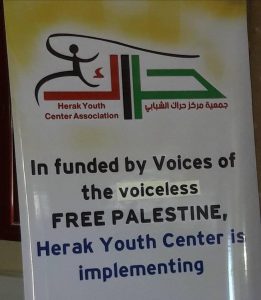 حراك
Herak Youth
Center Association
جمعية مركز حراك الشبابي
In funded by Voices of
the voiceless
FREE PALESTINE,
Herak Youth Center is
implementing